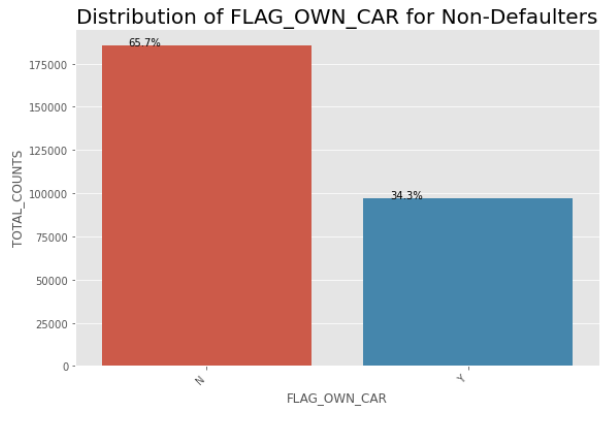 Distribution of FLAG_OWN_CAR for Non-Defaulters
65.7%
34.3%
TOTAL_COUNTS
175000
150000
125000
100000
75000
50000
25000
0
N
Y
FLAG_OWN_CAR